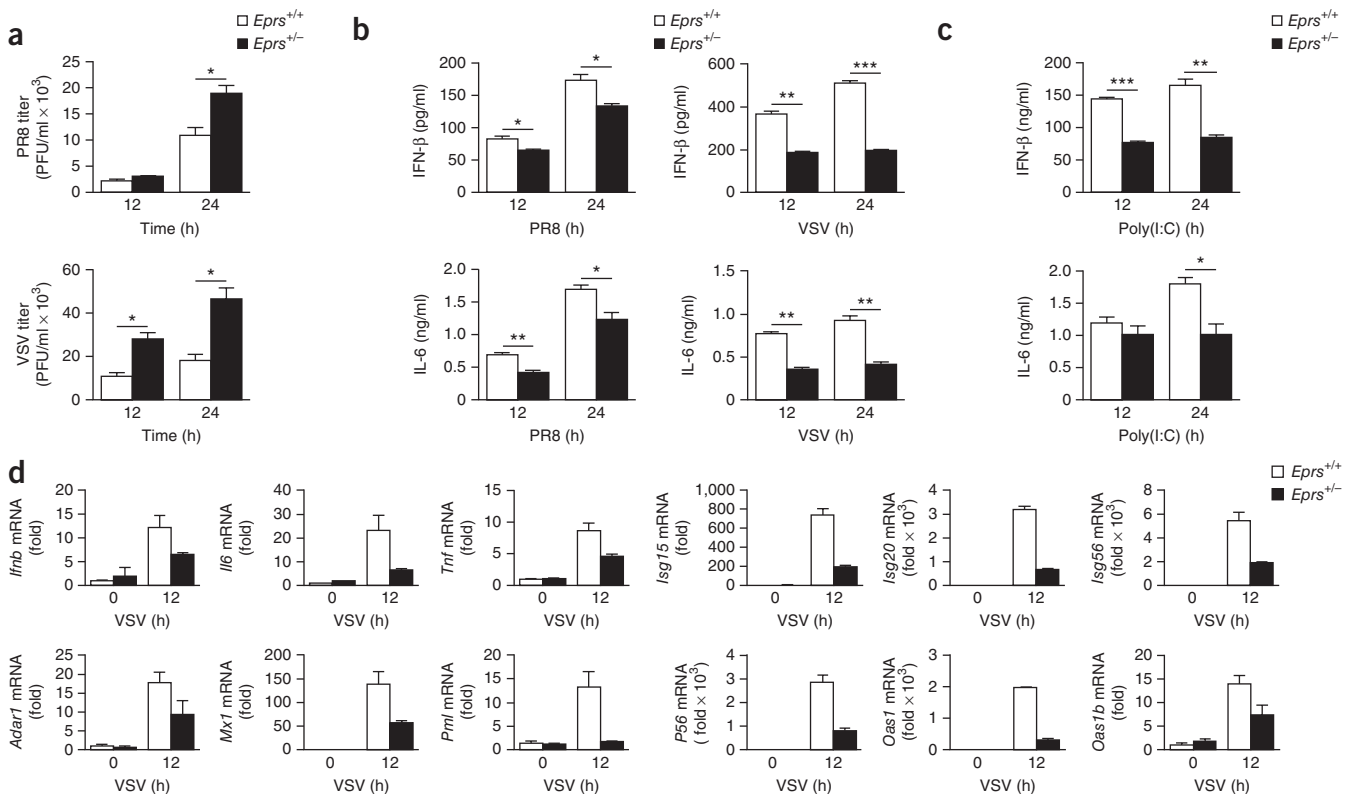 a
Eprs+/+
Eprs+/–
PR8 titer
(PFU/ml × 10³)
25
20
15
10
5
0
*
12
24
Time (h)
VSV titer
(PFU/ml × 10³)
60
40
20
0
*
*
12
24
Time (h)
b
Eprs+/+
Eprs+/–
IFN-β (pg/ml)
200
150
100
50
0
*
*
12
24
PR8 (h)
IFN-β (pg/ml)
600
400
200
0
**
***
12
24
VSV (h)
IL-6 (ng/ml)
2.0
1.5
1.0
0.5
0
**
*
12
24
PR8 (h)
IL-6 (ng/ml)
1.5
1.0
0.5
0
**
**
12
24
VSV (h)
c
Eprs+/+
Eprs+/–
IFN-β (ng/ml)
200
150
100
50
0
***
**
12
24
Poly(I:C) (h)
IL-6 (ng/ml)
2.0
1.5
1.0
0.5
0
*
12
24
Poly(I:C) (h)
d
Eprs+/+
Eprs+/–
Ifnb mRNA
(fold)
20
15
10
5
0
0
12
VSV (h)
Il6 mRNA
(fold)
40
30
20
10
0
0
12
VSV (h)
Tnf mRNA
(fold)
15
10
5
0
0
12
VSV (h)
Isg15 mRNA
(fold)
1,000
800
600
400
200
0
0
12
VSV (h)
Isg20 mRNA
(fold × 10³)
4
3
2
1
0
0
12
VSV (h)
Isg56 mRNA
(fold × 10³)
8
6
4
2
0
0
12
VSV (h)
Adar1 mRNA
(fold)
25
20
15
10
5
0
0
12
VSV (h)
Mx1 mRNA
(fold)
200
150
100
50
0
0
12
VSV (h)
Pml mRNA
(fold)
20
15
10
5
0
0
12
VSV (h)
P56 mRNA
( fold × 10³)
4
3
2
1
0
0
12
VSV (h)
Oas1 mRNA
(fold × 10³)
3
2
1
0
0
12
VSV (h)
Oas1b mRNA
(fold)
20
15
10
5
0
0
12
VSV (h)